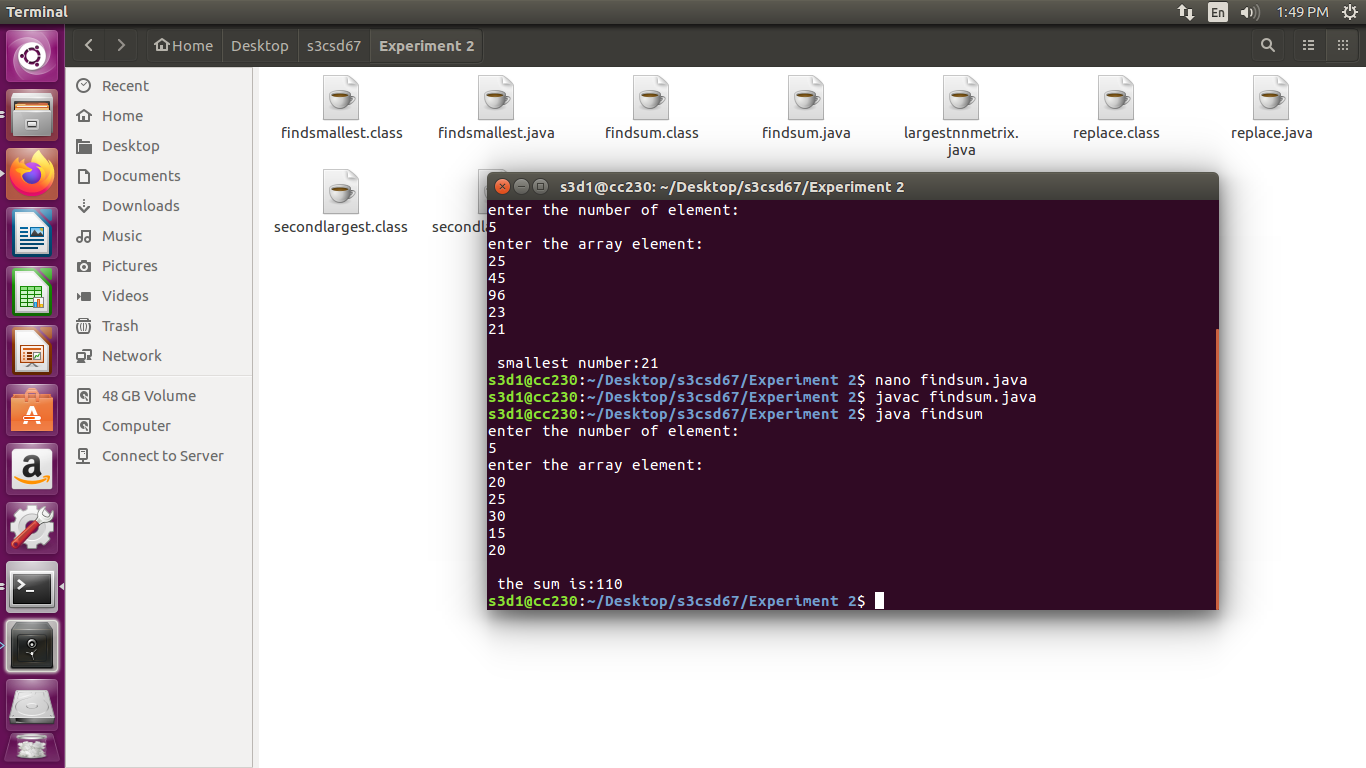 Terminal
En
1:49 PM
Home
Desktop
s3csd67
Experiment 2
Recent
Home
Desktop
Documents
Downloads
Music
Pictures
Videos
Trash
Network
48 GB Volume
Computer
Connect to Server
findsmallest.class
findsmallest.java
findsum.class
findsum.java
largestnnmetrix.
java
replace.class
replace.java
secondlargest.class
s3d1@cc230: ~/Desktop/s3csd67/Experiment 2
enter the number of element:
5
enter the array element:
25
45
96
23
21
smallest number:21
s3d1@cc230:~/Desktop/s3csd67/Experiment 2$ nano findsum.java
s3d1@cc230:~/Desktop/s3csd67/Experiment 2$ javac findsum.java
s3d1@cc230:~/Desktop/s3csd67/Experiment 2$ java findsum
enter the number of element:
5
enter the array element:
20
25
30
15
20
the sum is:110
s3d1@cc230:~/Desktop/s3csd67/Experiment 2$